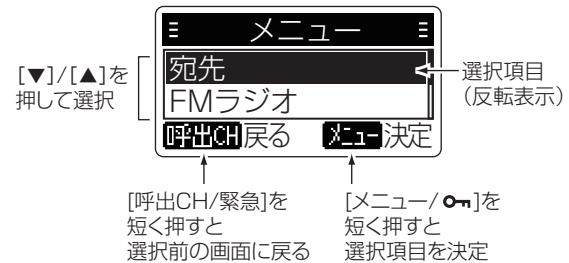 メニュー
[▼]/[▲]を
押して選択
宛先
FMラジオ
選択項目
（反転表示）
呼出CH 戻る メニュー 決定
[呼出CH/緊急]を
短く押すと
選択前の画面に戻る
[メニュー/ ]を
短く押すと
選択項目を決定